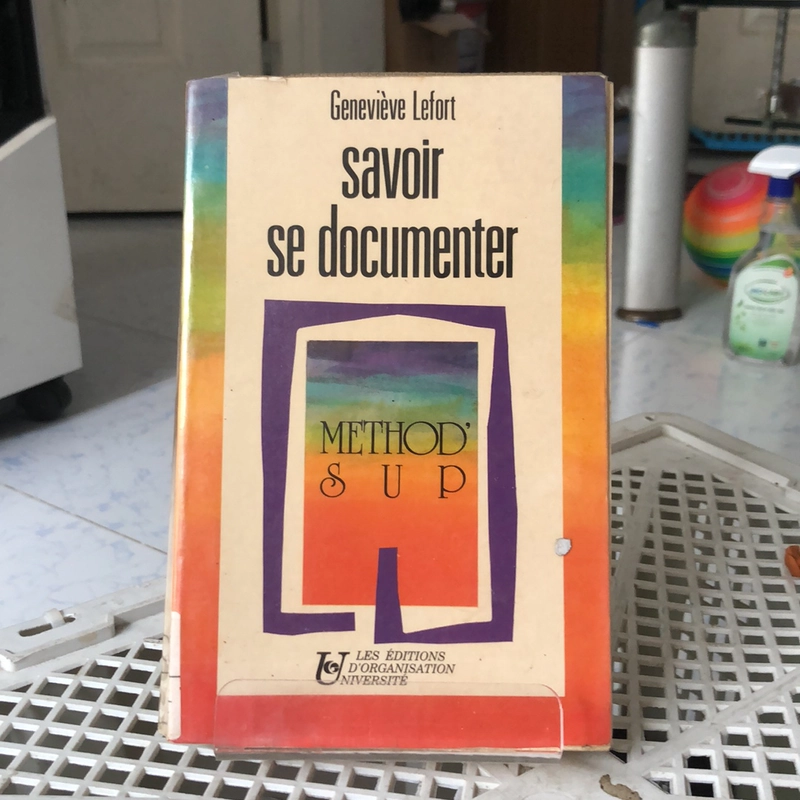 Geneviève Lefort
savoir
se documenter
METHOD'
SUP
LES ÉDITIONS
D'ORGANISATION
UNIVERSITÉ